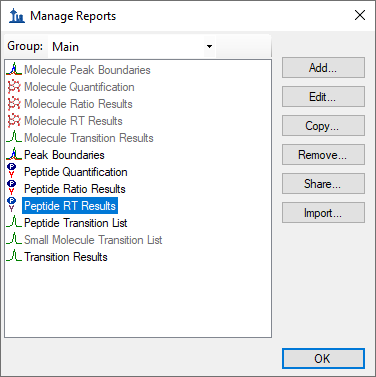 Manage Reports
Group: Main
Molecule Peak Boundaries
Molecule Quantification
Molecule Ratio Results
Molecule RT Results
Molecule Transition Results
Peak Boundaries
Peptide Quantification
Peptide Ratio Results
Peptide RT Results
Peptide Transition List
Small Molecule Transition List
Transition Results
Add...
Edit...
Copy...
Remove...
Share...
Import...
OK